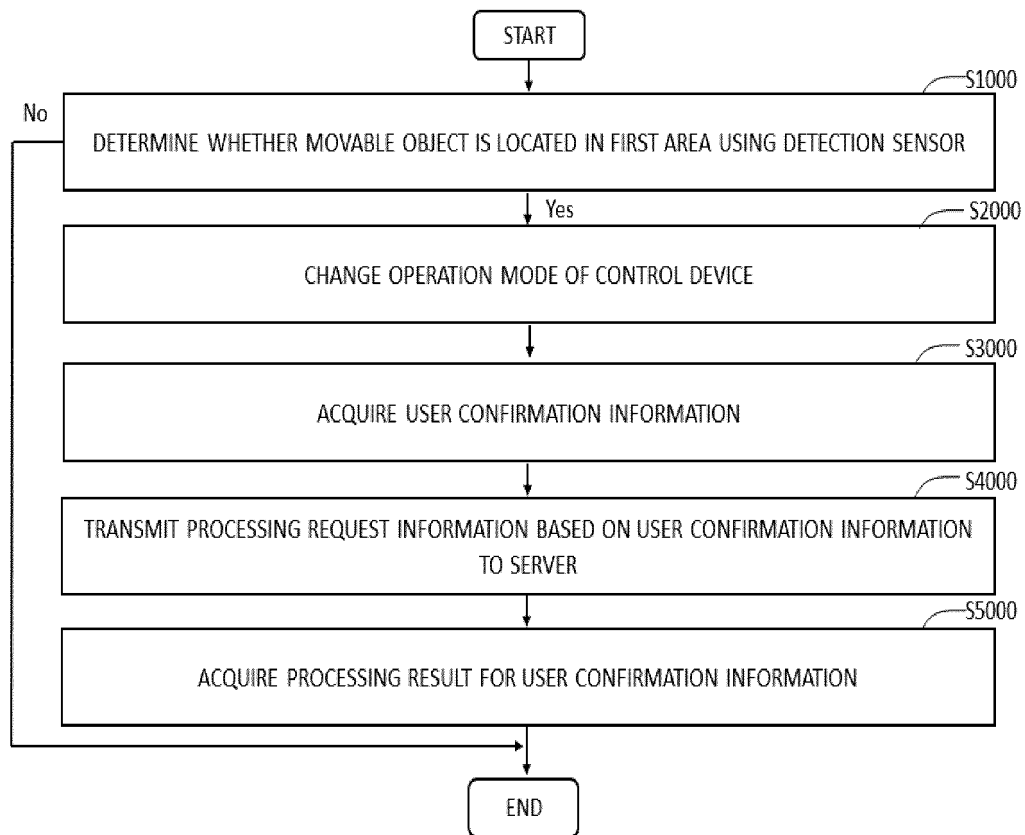 START
S1000
No
DETERMINE WHETHER MOVABLE OBJECT IS LOCATED IN FIRST AREA USING DETECTION SENSOR
Yes
S2000
CHANGE OPERATION MODE OF CONTROL DEVICE
S3000
ACQUIRE USER CONFIRMATION INFORMATION
S4000
TRANSMIT PROCESSING REQUEST INFORMATION BASED ON USER CONFIRMATION INFORMATION
TO SERVER
S5000
ACQUIRE PROCESSING RESULT FOR USER CONFIRMATION INFORMATION
END